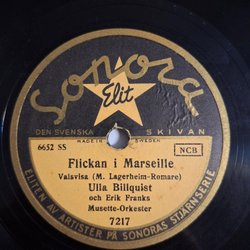 Sonora
Elit
DEN SVENSKA SKIVAN
MADE IN SWEDEN
6652 SS
NCB
Flickan i Marseille
Valsvisa (M. Lagerheim-Romare)
Ulla Billquist
och Erik Franks
Musette-Orkester
7217
ELITEN AV ARTISTER PÅ SONORAS STJÄRNSERIE